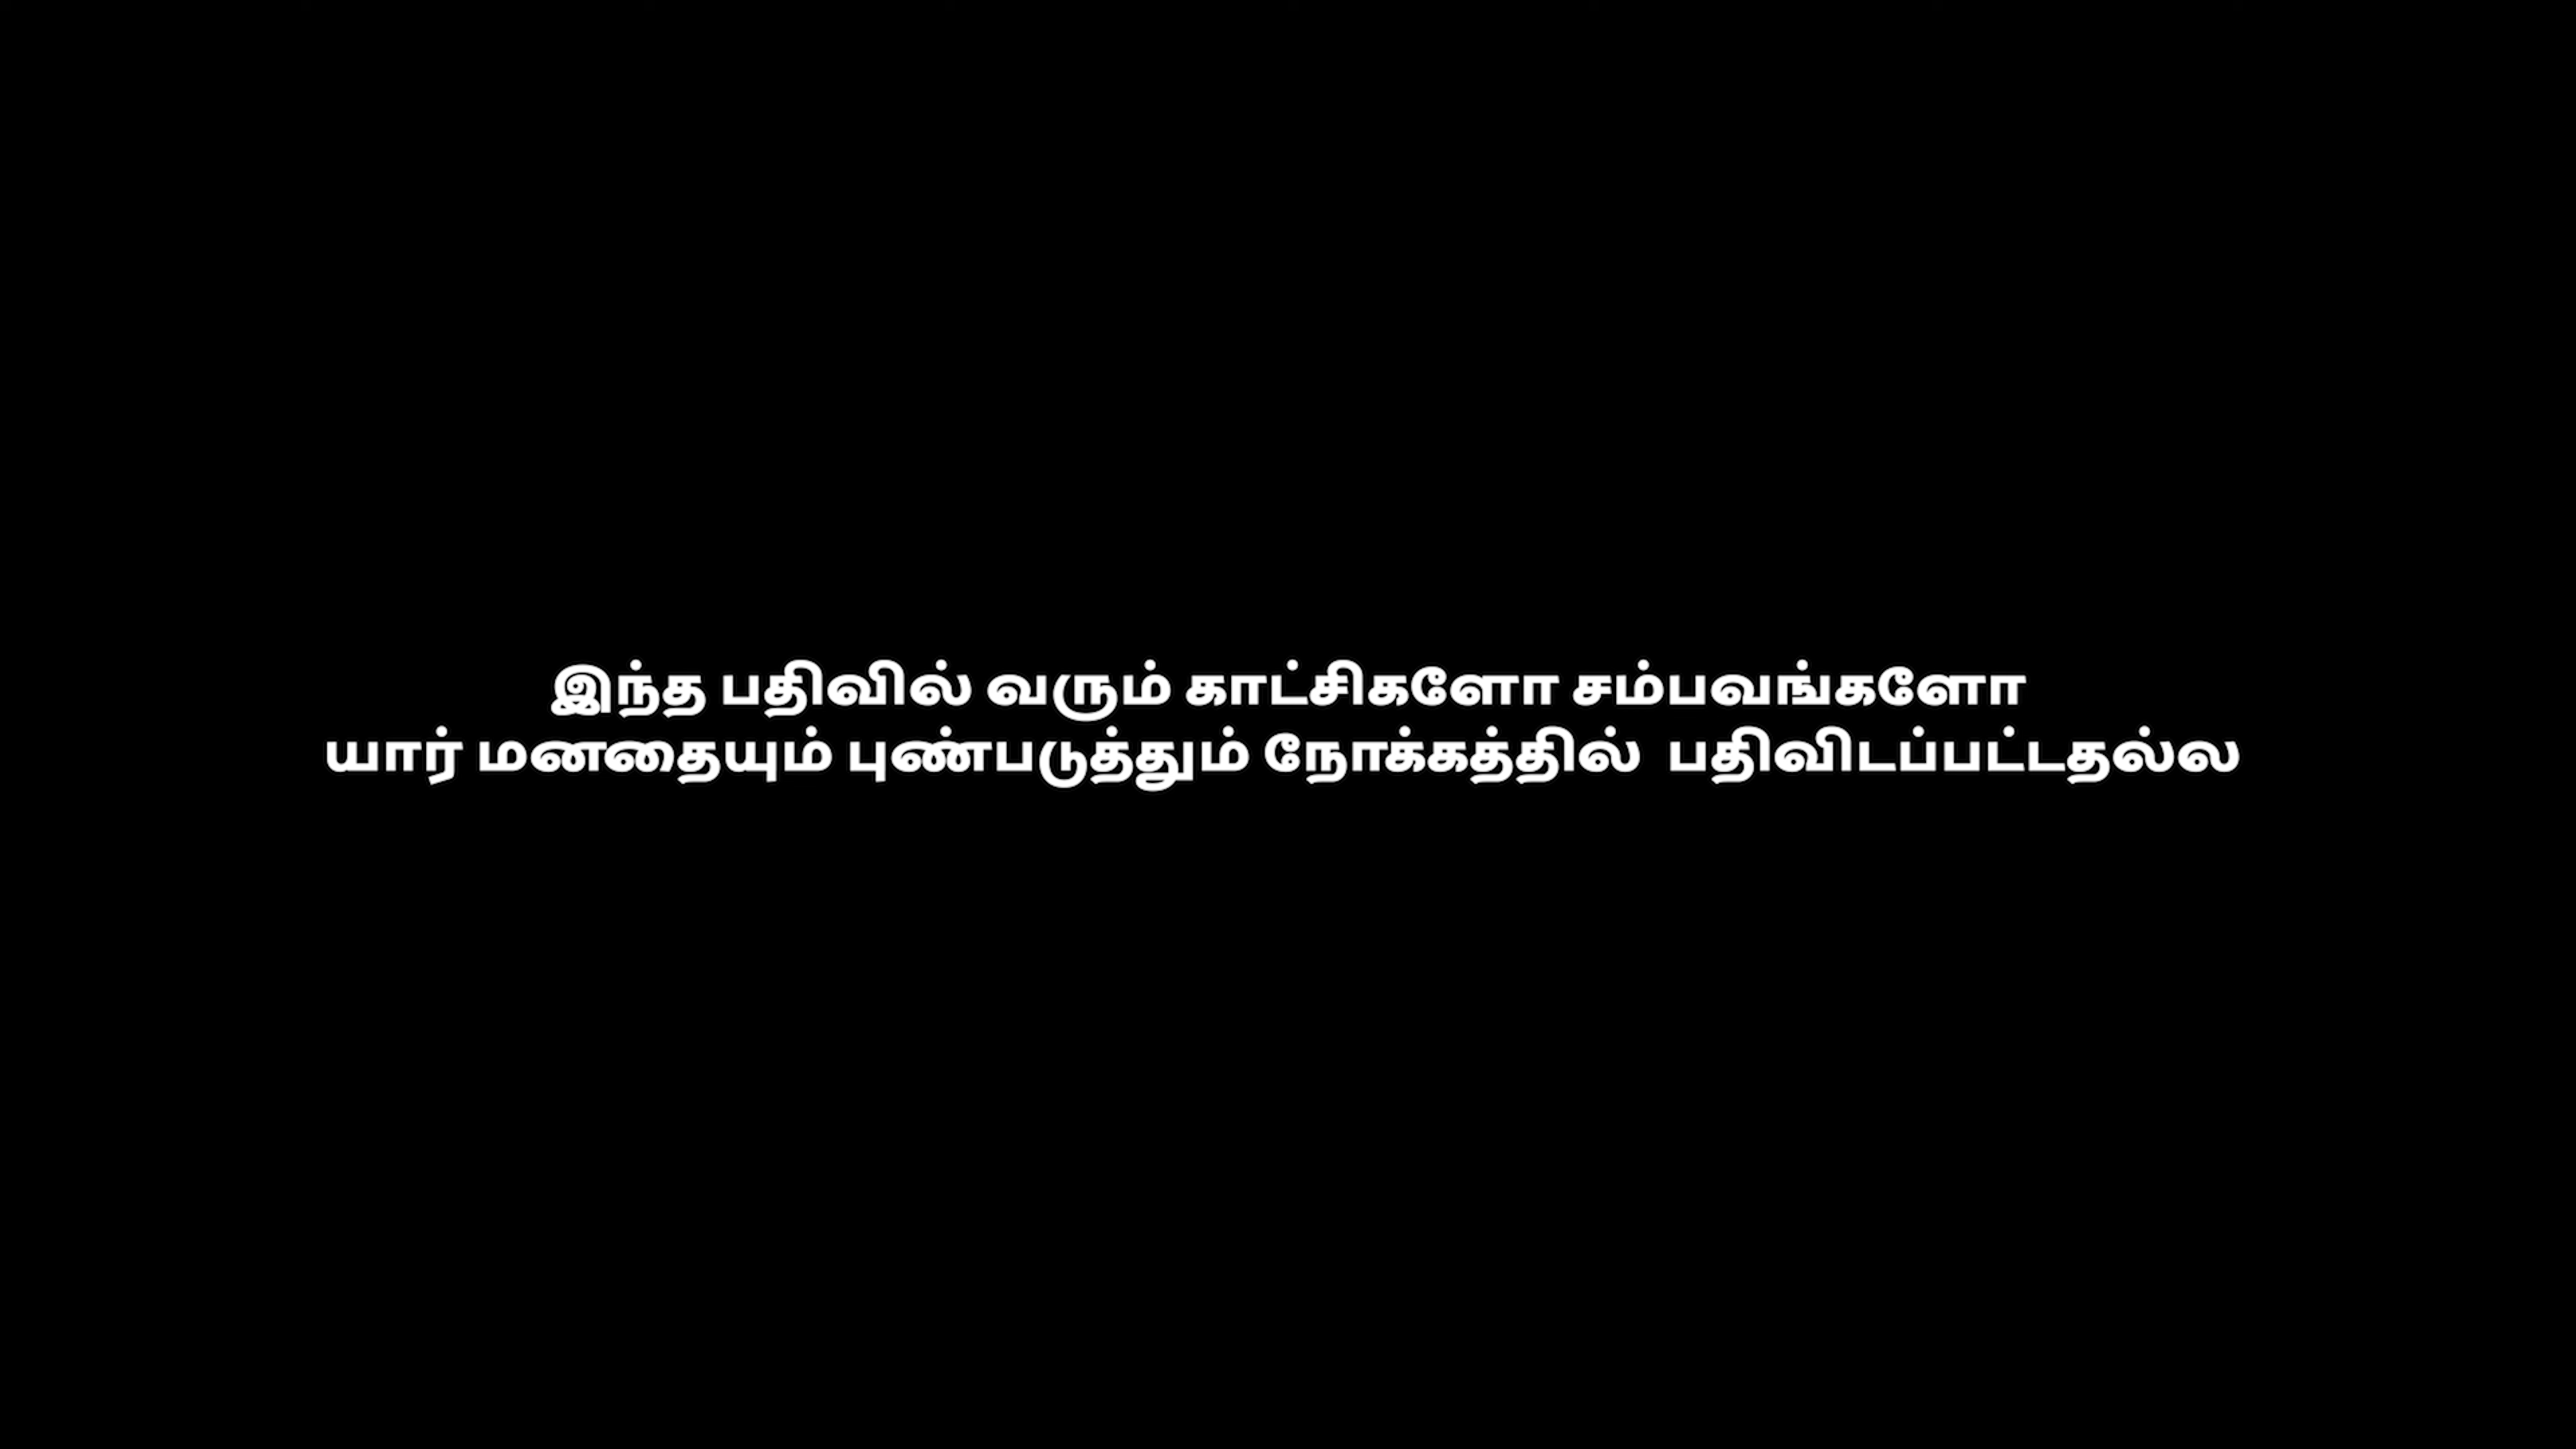 இந்த பதிவில் வரும் காட்சிகளோ சம்பவங்களோ
யார் மனதையும் புண்படுத்தும் நோக்கத்தில்  பதிவிடப்பட்டதல்ல